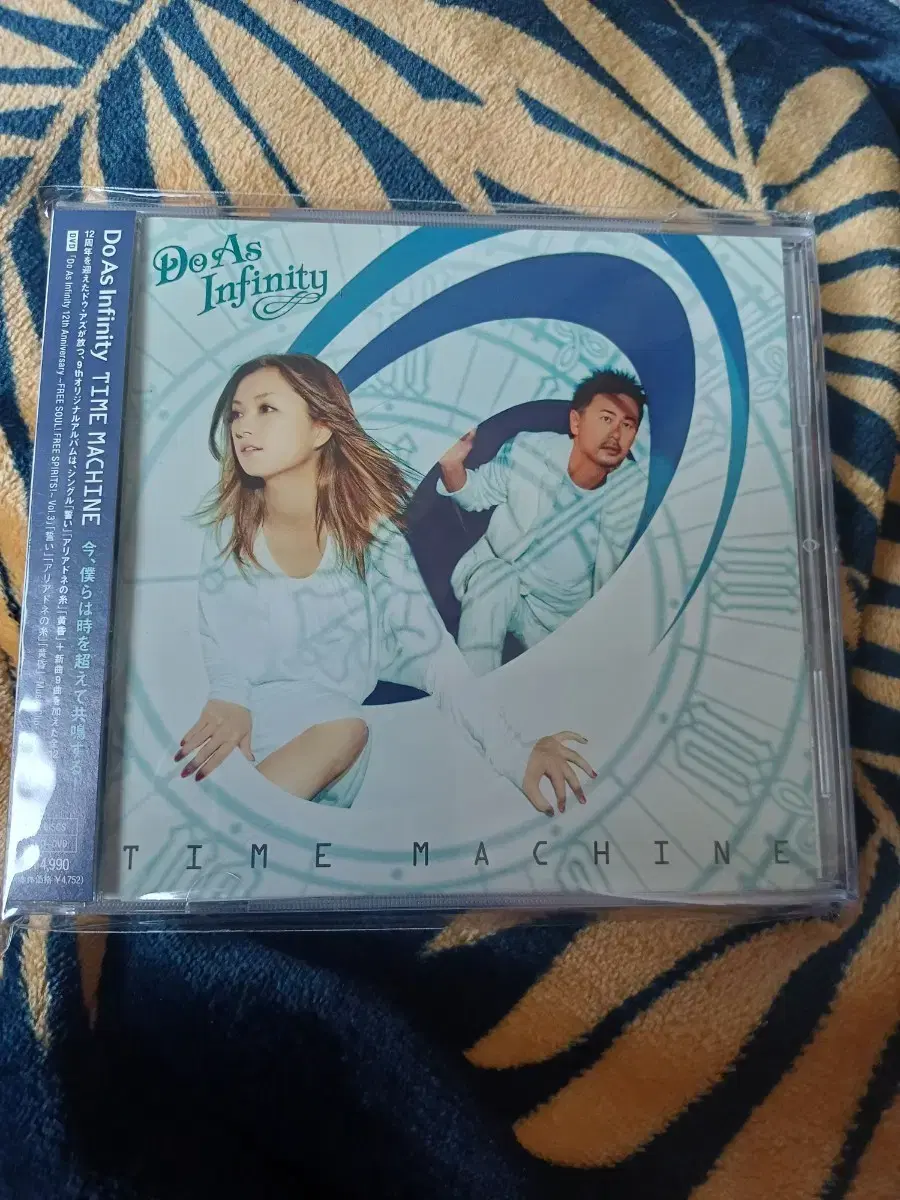 Do As Infinity TIME MACHINE 今、僕らは時を超えて共鳴する
12周年を迎えたドゥ・アズが放つ、9thオリジナルアルバムは、シングル「誓い」「アリアドネの糸」「黄昏」+ 新曲9曲を加えた全
DVD 「Do As Infinity 12th Anniversary ~FREE SOUL! FREE SPIRITS!~ Vol.3」「誓い」「アリアドネの糸」「黄昏」
¥4,990
¥4,752)
Do As
Infinity
TIME MACHINE